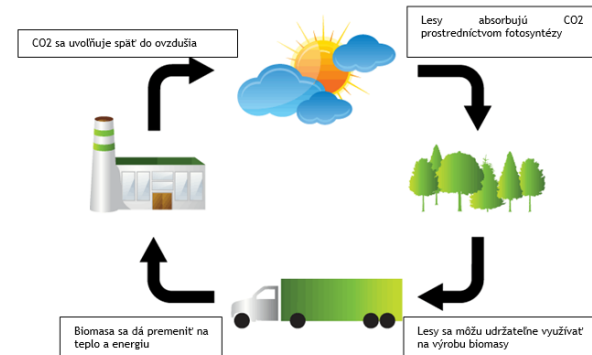 CO2 sa uvoľňuje späť do ovzdušia
Lesy absorbujú CO2
prostredníctvom fotosyntézy
Biomasa sa dá premeniť na
teplo a energiu
Lesy sa môžu udržateľne využívať
na výrobu biomasy